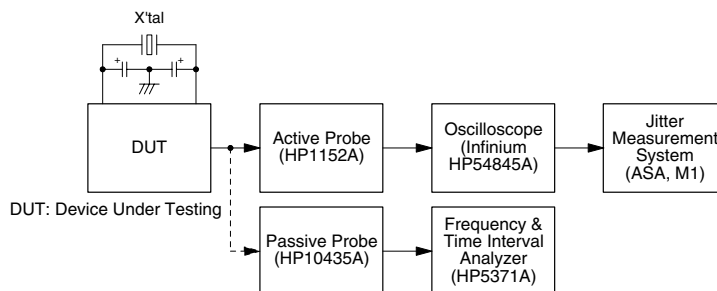 X'tal
+
+
DUT
Active Probe
(HP1152A)
Oscilloscope
(Infinium
HP54845A)
Jitter
Measurement
System
(ASA, M1)
DUT: Device Under Testing
Passive Probe
(HP10435A)
Frequency &
Time Interval
Analyzer
(HP5371A)